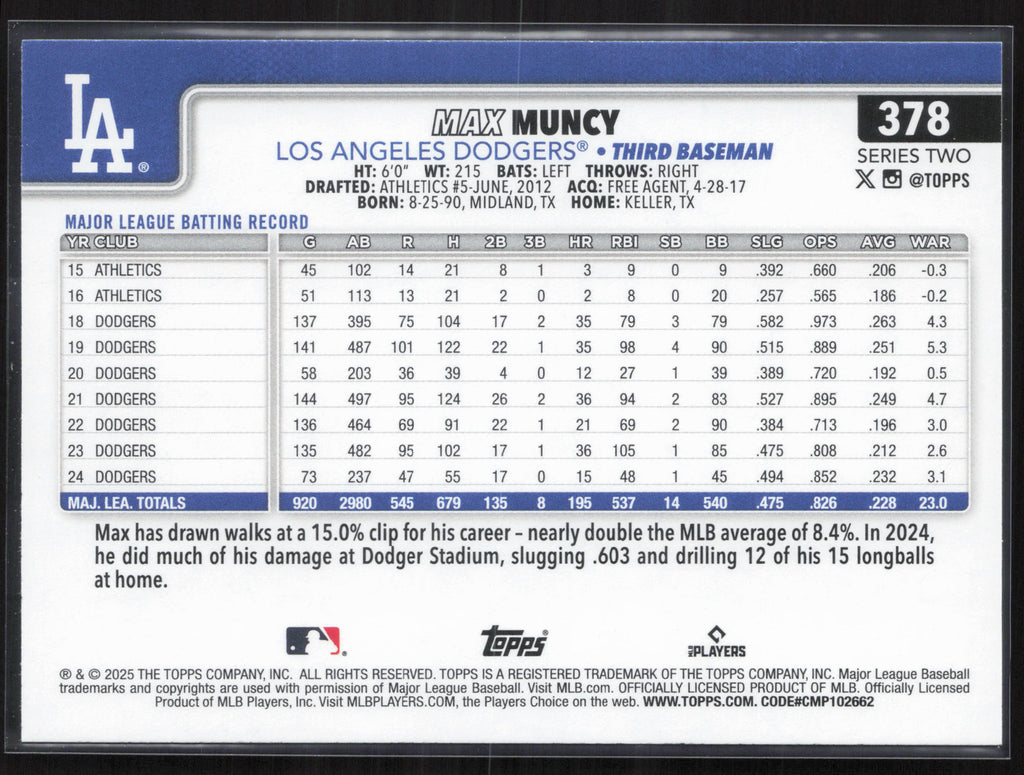 LA®
378
MAX MUNCY
LOS ANGELES DODGERS® • THIRD BASEMAN
SERIES TWO
@TOPPS
HT: 6'0" WT: 215 BATS: LEFT THROWS: RIGHT
DRAFTED: ATHLETICS #5-JUNE, 2012 ACQ: FREE AGENT, 4-28-17
BORN: 8-25-90, MIDLAND, TX HOME: KELLER, TX
MAJOR LEAGUE BATTING RECORD
YR CLUB G AB R H 2B 3B HR RBI SB BB SLG OPS AVG WAR
15 ATHLETICS 45 102 14 21 8 1 3 9 0 9 .392 .660 .206 -0.3
16 ATHLETICS 51 113 13 21 2 0 2 8 0 20 .257 .565 .186 -0.2
18 DODGERS 137 395 75 104 17 2 35 79 3 79 .582 .973 .263 4.3
19 DODGERS 141 487 101 122 22 1 35 98 4 90 .515 .889 .251 5.3
20 DODGERS 58 203 36 39 4 0 12 27 1 39 .389 .720 .192 0.5
21 DODGERS 144 497 95 124 26 2 36 94 2 83 .527 .895 .249 4.7
22 DODGERS 136 464 69 91 22 1 21 69 2 90 .384 .713 .196 3.0
23 DODGERS 135 482 95 102 17 1 36 105 1 85 .475 .808 .212 2.6
24 DODGERS 73 237 47 55 17 0 15 48 1 45 .494 .852 .232 3.1
MAJ. LEA. TOTALS 920 2980 545 679 135 8 195 537 14 540 .475 .826 .228 23.0
Max has drawn walks at a 15.0% clip for his career – nearly double the MLB average of 8.4%. In 2024,
he did much of his damage at Dodger Stadium, slugging .603 and drilling 12 of his 15 longballs
at home.
TOPPS®
MLB PLAYERS
® & © 2025 THE TOPPS COMPANY, INC. ALL RIGHTS RESERVED. TOPPS IS A REGISTERED TRADEMARK OF THE TOPPS COMPANY, INC. Major League Baseball
trademarks and copyrights are used with permission of Major League Baseball. Visit MLB.com. OFFICIALLY LICENSED PRODUCT OF MLB. Officially Licensed
Product of MLB Players, Inc. Visit MLBPLAYERS.COM, the Players Choice on the web. WWW.TOPPS.COM. CODE#CMP102662